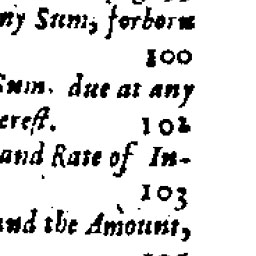 ny Sum, forborn
100
Sum. due at any
erest. 102
and Rate of In-
103
and the Amount,